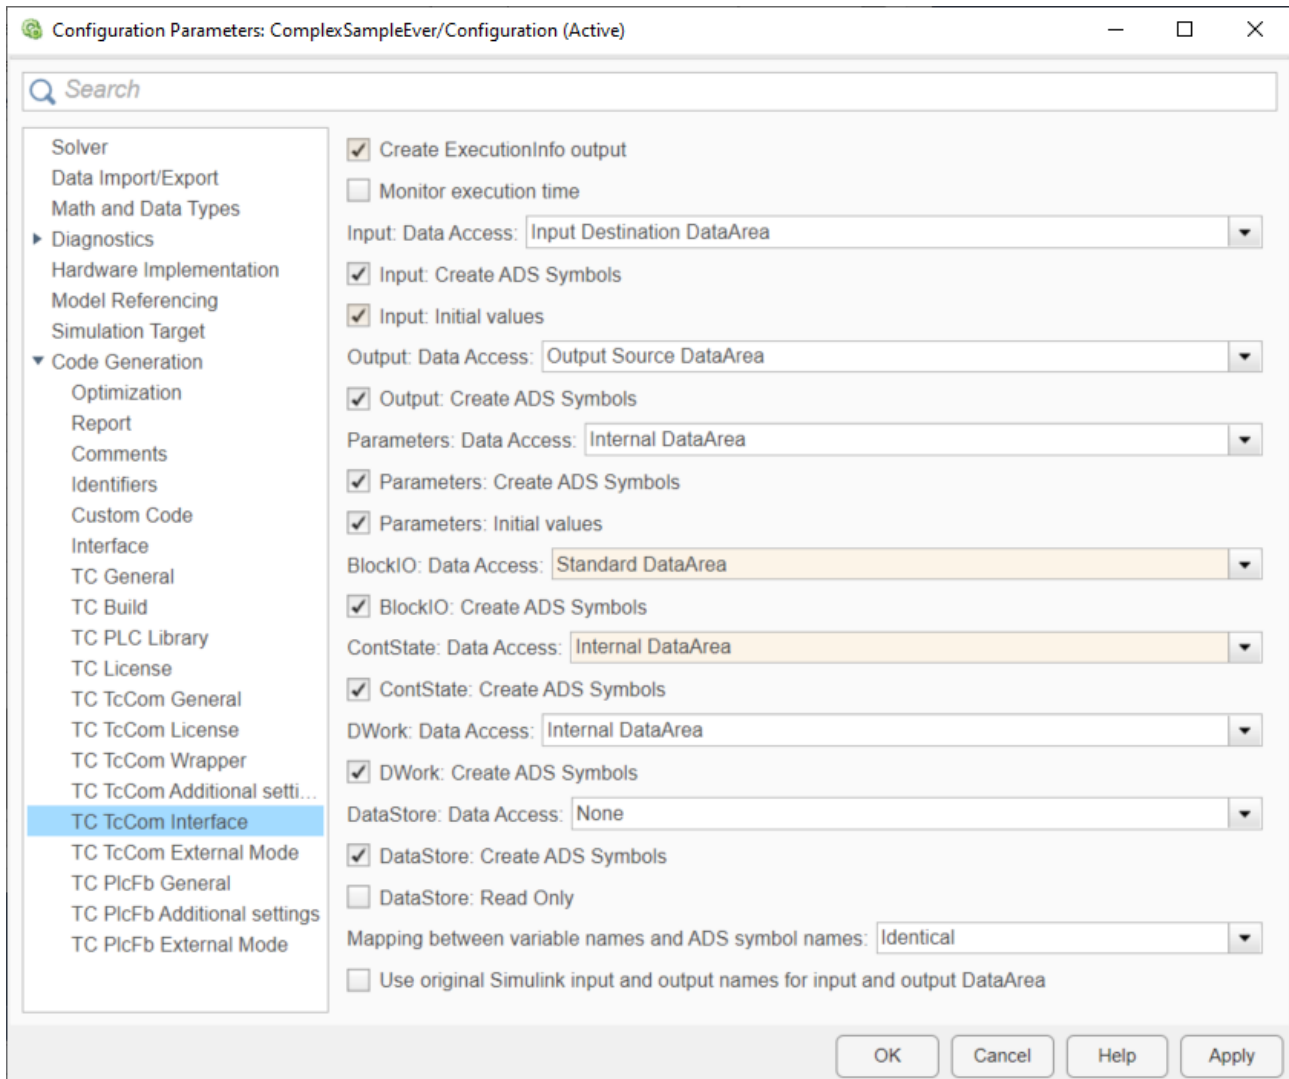 Configuration Parameters: ComplexSampleEver/Configuration (Active)
Search
Solver
Data Import/Export
Math and Data Types
Diagnostics
Hardware Implementation
Model Referencing
Simulation Target
Code Generation
Optimization
Report
Comments
Identifiers
Custom Code
Interface
TC General
TC Build
TC PLC Library
TC License
TC TcCom General
TC TcCom License
TC TcCom Wrapper
TC TcCom Additional setti...
TC TcCom Interface
TC TcCom External Mode
TC PlcFb General
TC PlcFb Additional settings
TC PlcFb External Mode
Create ExecutionInfo output
Monitor execution time
Input: Data Access: Input Destination DataArea
Input: Create ADS Symbols
Input: Initial values
Output: Data Access: Output Source DataArea
Output: Create ADS Symbols
Parameters: Data Access: Internal DataArea
Parameters: Create ADS Symbols
Parameters: Initial values
BlockIO: Data Access: Standard DataArea
BlockIO: Create ADS Symbols
ContState: Data Access: Internal DataArea
ContState: Create ADS Symbols
DWork: Data Access: Internal DataArea
DWork: Create ADS Symbols
DataStore: Data Access: None
DataStore: Create ADS Symbols
DataStore: Read Only
Mapping between variable names and ADS symbol names: Identical
Use original Simulink input and output names for input and output DataArea
OK Cancel Help Apply